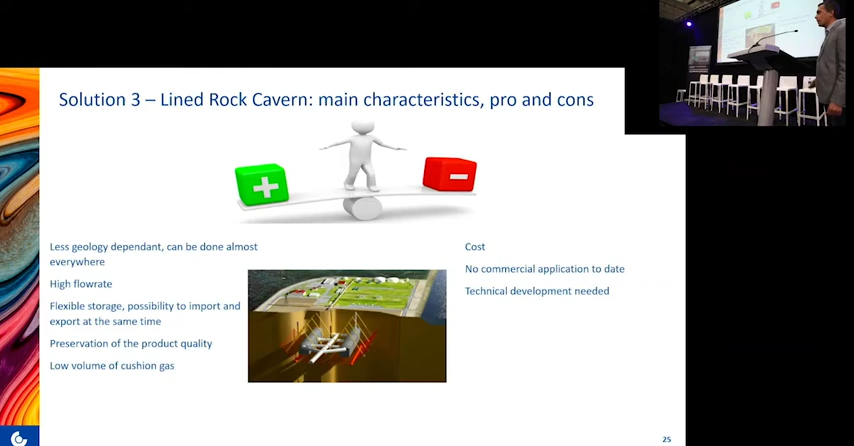 Solution 3 – Lined Rock Cavern: main characteristics, pro and cons
Less geology dependant, can be done almost
everywhere
High flowrate
Flexible storage, possibility to import and
export at the same time
Preservation of the product quality
Low volume of cushion gas
Cost
No commercial application to date
Technical development needed
25